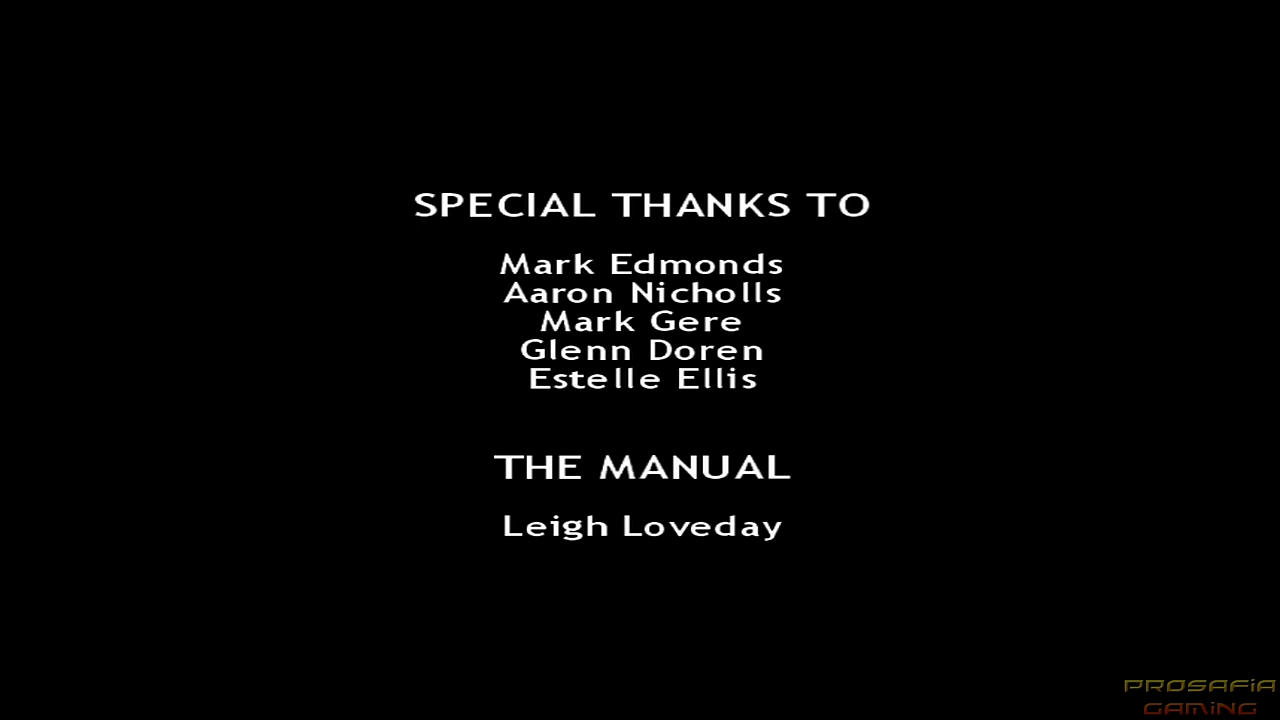 SPECIAL THANKS TO
Mark Edmonds
Aaron Nicholls
Mark Gere
Glenn Doren
Estelle Ellis
THE MANUAL
Leigh Loveday
PROSAFiA
GAMiNG